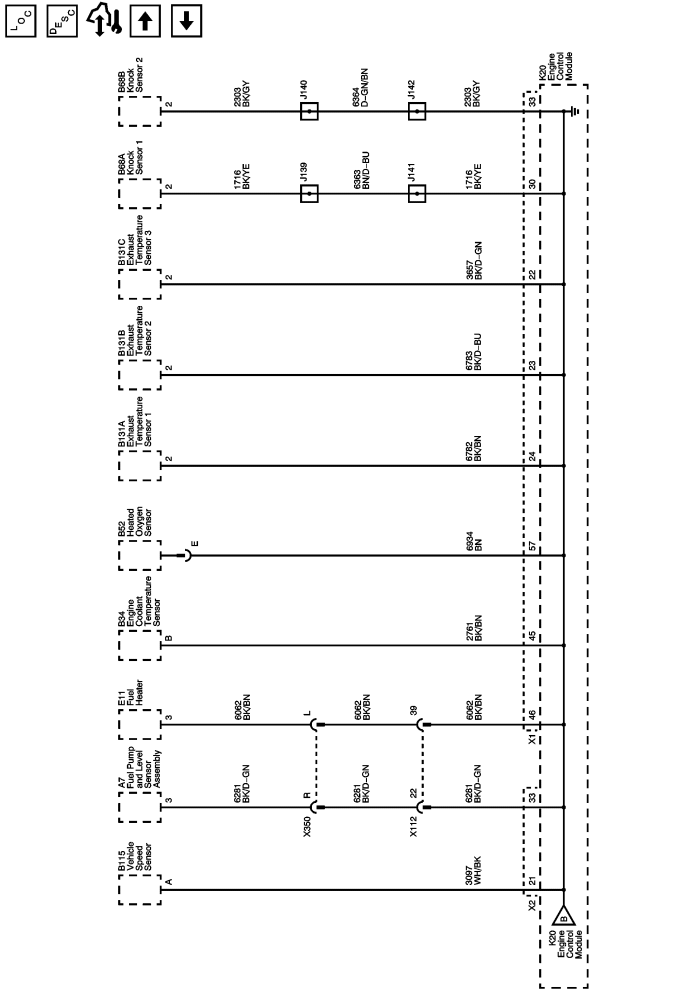 LOC
DESC
B68B
Knock
Sensor 2
2
2303
BK/GY
J140
6364
D-GN/BN
J142
2303
BK/GY
33
K20
Engine
Control
Module
B68A
Knock
Sensor 1
2
1716
BK/YE
J139
6363
BN/D-BU
J141
1716
BK/YE
30
B131C
Exhaust
Temperature
Sensor 3
2
3657
BK/D-GN
22
B131B
Exhaust
Temperature
Sensor 2
2
6783
BK/D-BU
23
B131A
Exhaust
Temperature
Sensor 1
2
6782
BK/BN
24
B52
Heated
Oxygen
Sensor
E
6934
BN
57
B34
Engine
Coolant
Temperature
Sensor
B
2761
BK/BN
45
E11
Fuel
Heater
3
6062
BK/BN
L
6062
BK/BN
39
6062
BK/BN
46
X1
A7
Fuel Pump
and Level
Sensor
Assembly
3
6281
BK/D-GN
R
X350
6281
BK/D-GN
22
X112
6281
BK/D-GN
33
B115
Vehicle
Speed
Sensor
A
3097
WH/BK
21
X2
B
K20
Engine
Control
Module